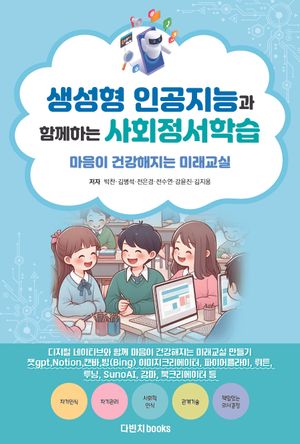 생성형 인공지능과
함께하는 사회정서학습
마음이 건강해지는 미래교실
저자 박찬·김병석·전은경·전수연·강윤진·김지용
디지털 네이티브와 함께 마음이 건강해지는 미래교실 만들기
챗gpt,Notion,캔바,빙(Bing) 이미지크리에이터, 파이어플라이, 뤼튼,
투닝, SunoAI, 감마, 북크리에이터 등
자기인식 자기관리 사회적 인식 관계기술 책임있는 의사결정
다빈치books